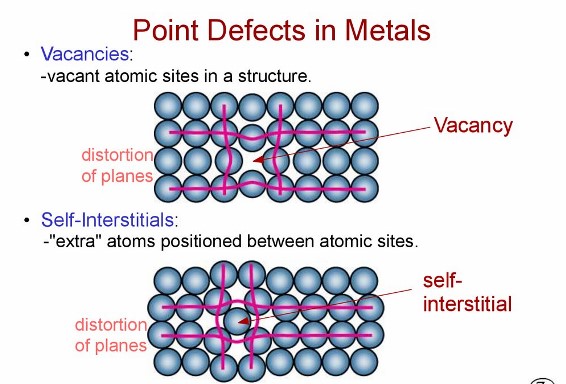 Point Defects in Metals
• Vacancies:
-vacant atomic sites in a structure.
Vacancy
distortion
of planes
• Self-Interstitials:
-"extra" atoms positioned between atomic sites.
self-
interstitial
distortion
of planes